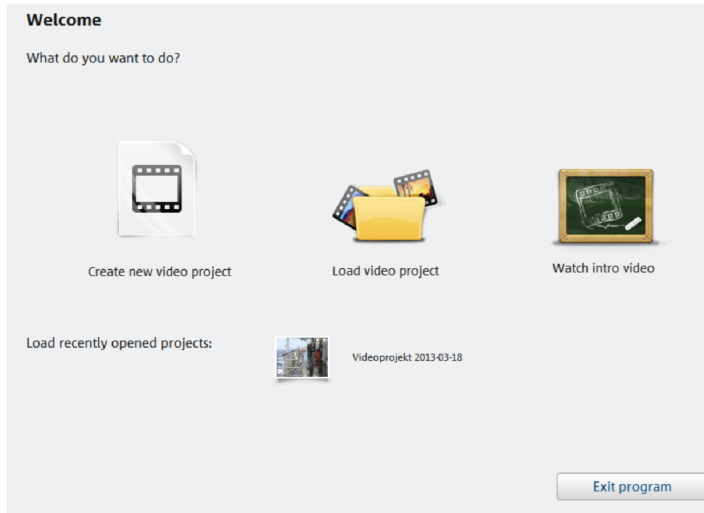 Welcome
What do you want to do?
Create new video project
Load video project
Watch intro video
Load recently opened projects:
Videoprojekt 2013-03-18
Exit program